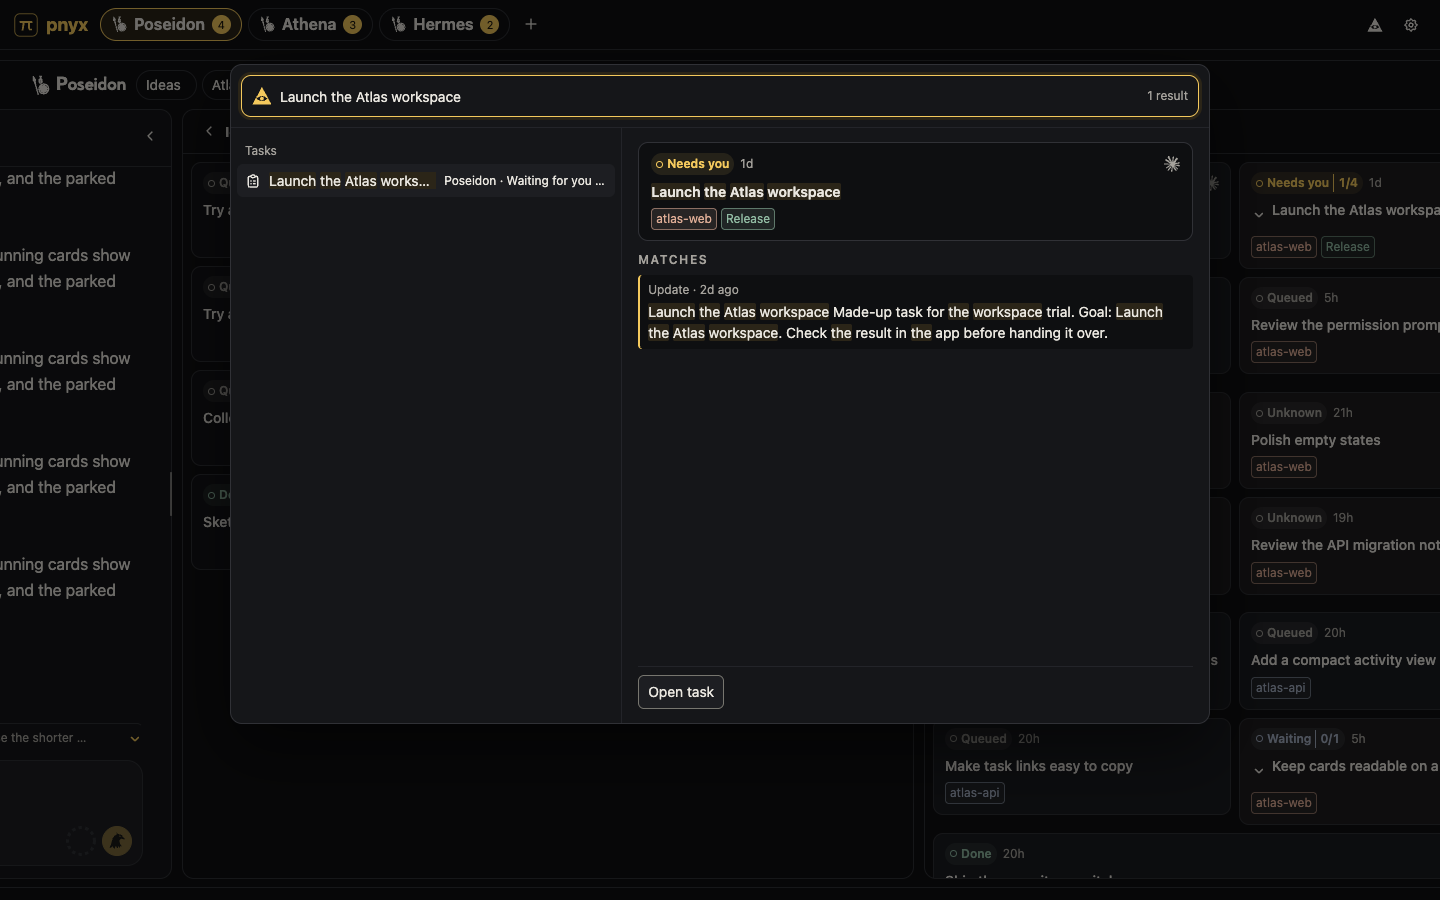 π pnyx Poseidon 4 Athena 3 Hermes 2 +
Poseidon Ideas
Launch the Atlas workspace 1 result
Tasks
Launch the Atlas works... Poseidon · Waiting for you ...
Needs you 1d
Launch the Atlas workspace
atlas-web Release
MATCHES
Update · 2d ago
Launch the Atlas workspace Made-up task for the workspace trial. Goal: Launch
the Atlas workspace. Check the result in the app before handing it over.
Open task
, and the parked
unning cards show
, and the parked
unning cards show
, and the parked
unning cards show
, and the parked
unning cards show
, and the parked
e the shorter ...
Try
Try
Needs you 1/4 1d
Launch the Atlas workspa
atlas-web Release
Queued 5h
Review the permission promp
atlas-web
Unknown 21h
Polish empty states
atlas-web
Unknown 19h
Review the API migration not
atlas-web
Queued 20h
Add a compact activity view
atlas-api
Waiting 0/1 5h
Keep cards readable on a
atlas-web
Queued 20h
Make task links easy to copy
atlas-api
Done 20h